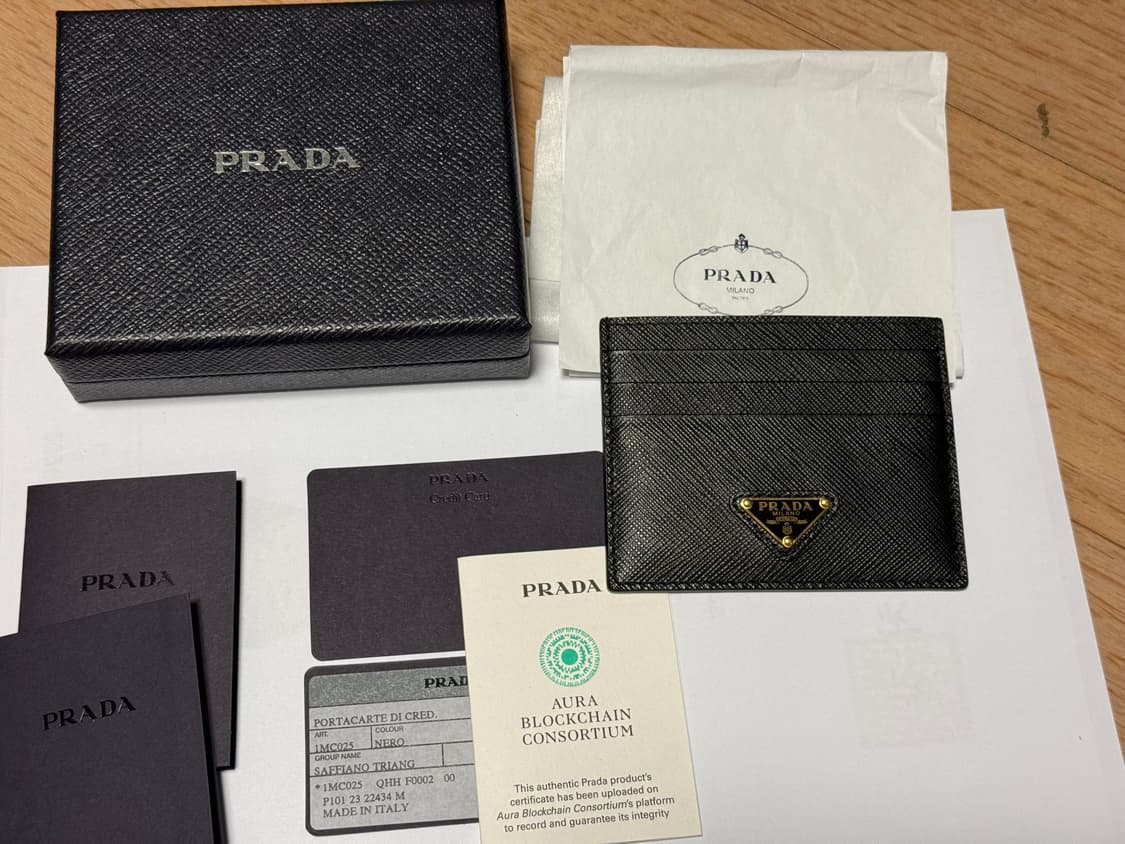 PRADA
PRADA
MILANO
PRADA
MILANO
PRADA
Credit Card
PRADA
PRADA
PRAD
PORTACARTE DI CRED.
ART.
COLOUR
1MC025
NERO
GROUP NAME
SAFFIANO TRIANG
*1MC025 QHH F0002 00
P101 23 22434 M
MADE IN ITALY
PRADA
AURA
BLOCKCHAIN
CONSORTIUM
This authentic Prada product's
certificate has been uploaded on
Aura Blockchain Consortium's platform
to record and guarantee its integrity